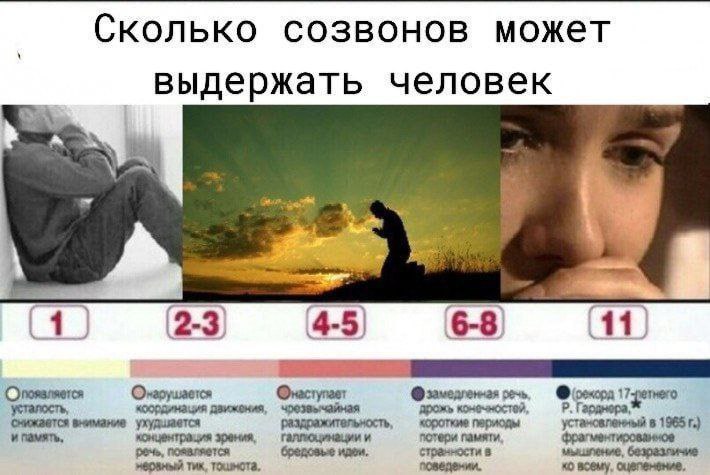 Сколько созвонов может
выдержать человек
1 2-3 4-5 6-8 11
появляется
усталость,
снижается внимание
и память.
нарушается
координация движения,
ухудшается
концентрация зрения,
речь, появляется
нервный тик, тошнота.
наступает
чрезвычайная
раздражительность,
галлюцинации и
бредовые идеи.
замедленная речь,
дрожь конечностей,
короткие периоды
потери памяти,
странности в
поведении.
(рекорд 17-летнего
Р. Гарднера,*
установленный в 1965 г.)
фрагментированное
мышление, безразличие
ко всему, оцепенение.